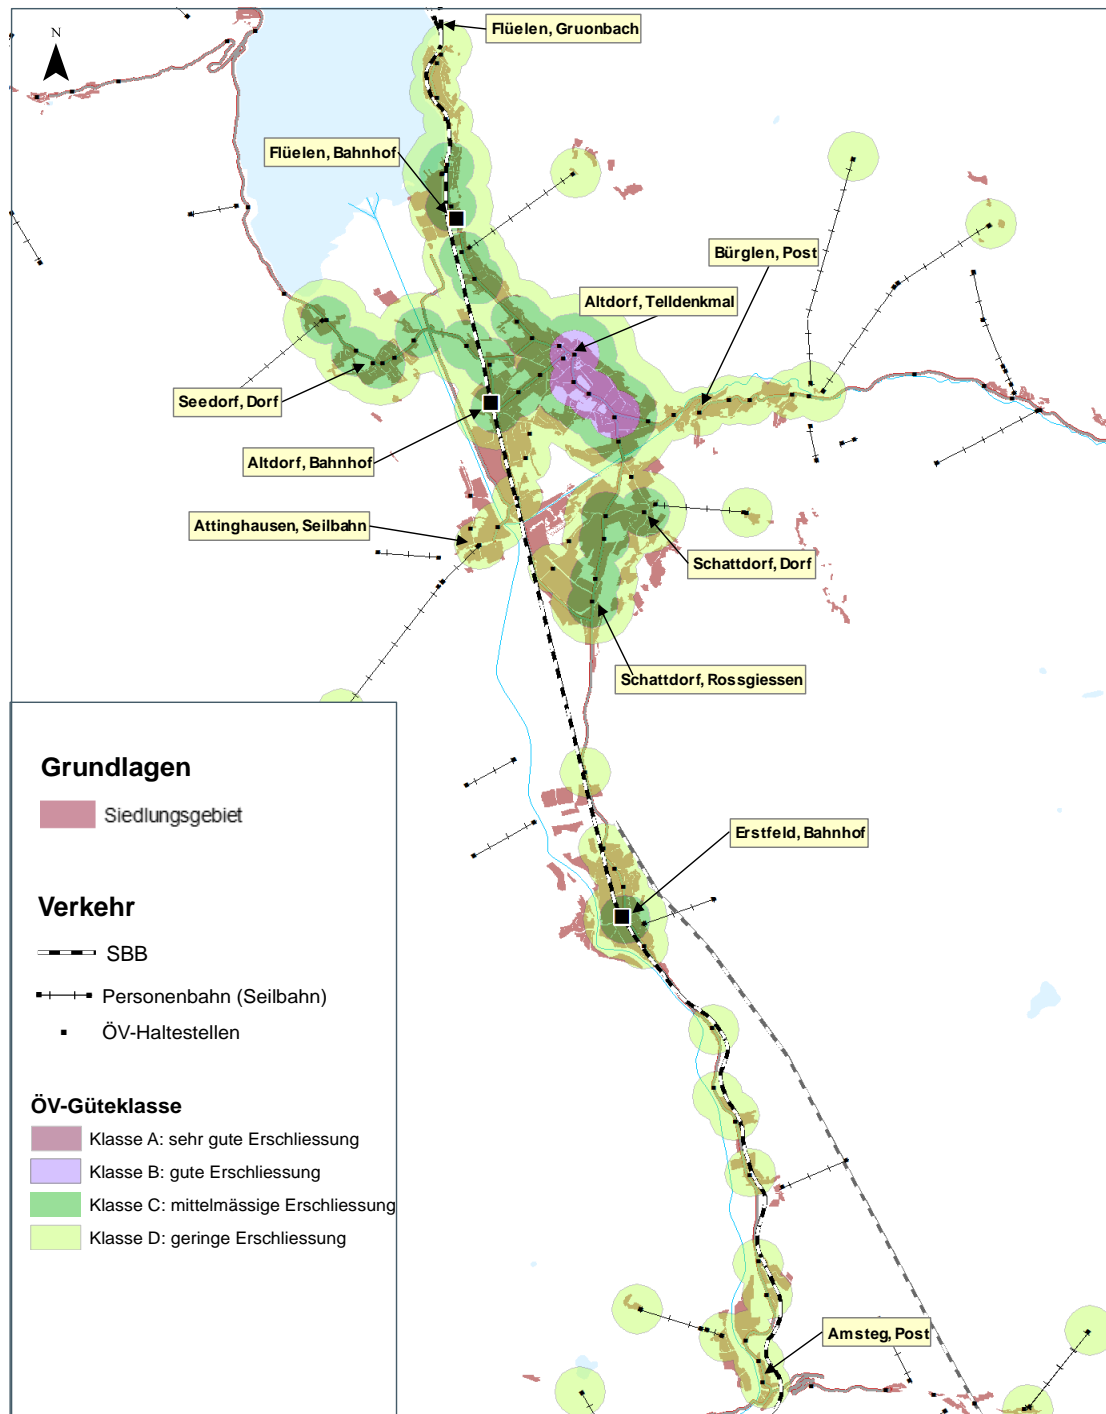 Flüelen, Gruonbach
N
Flüelen, Bahnhof
Bürglen, Post
Altdorf, Telldenkmal
Seedorf, Dorf
Altdorf, Bahnhof
Attinghausen, Seilbahn
Schattdorf, Dorf
Schattdorf, Rossgiessen
Grundlagen
Siedlungsgebiet
Erstfeld, Bahnhof
Verkehr
SBB
Personenbahn (Seilbahn)
ÖV-Haltestellen
ÖV-Güteklasse
Klasse A: sehr gute Erschliessung
Klasse B: gute Erschliessung
Klasse C: mittelmässige Erschliessung
Klasse D: geringe Erschliessung
Amsteg, Post